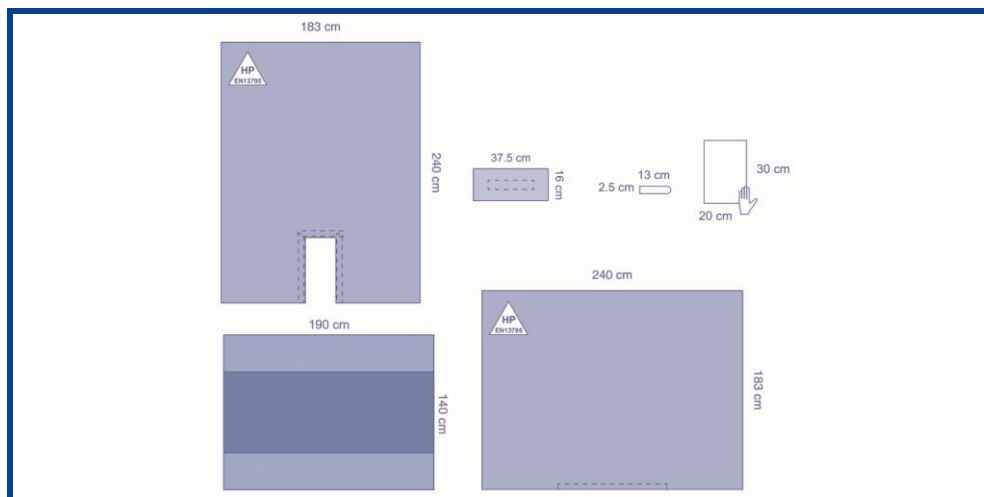 183 cm
HP
EN13795
240 cm
37.5 cm
16 cm
13 cm
2.5 cm
30 cm
20 cm
190 cm
140 cm
240 cm
HP
EN13795
183 cm